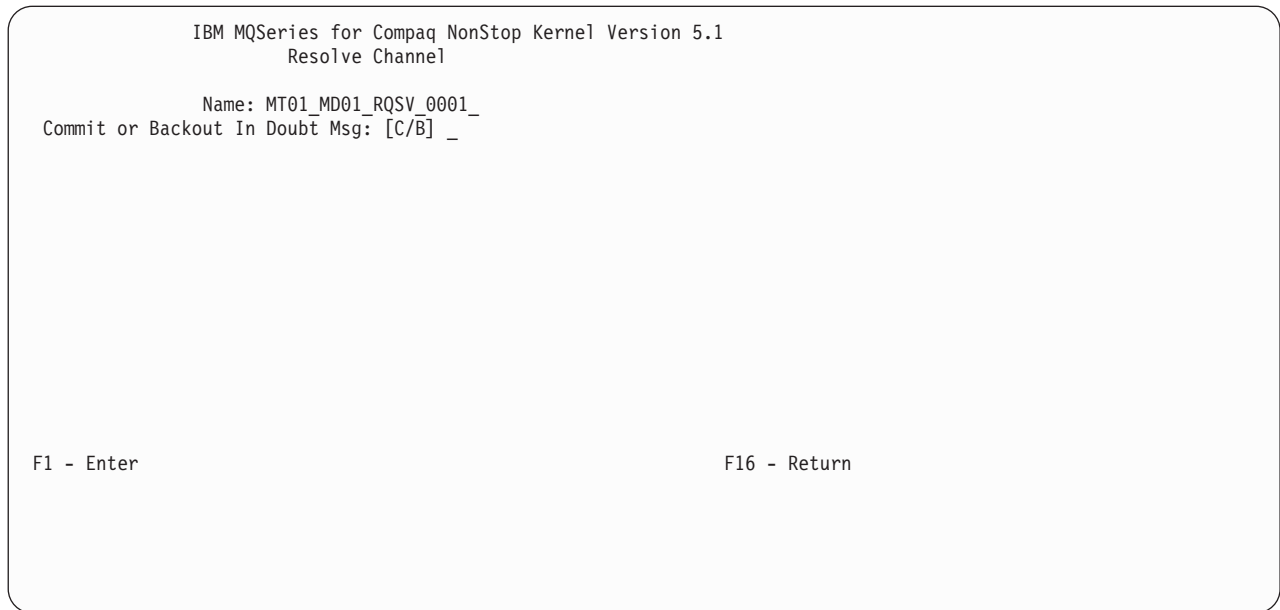 IBM MQSeries for Compaq NonStop Kernel Version 5.1
Resolve Channel
Name: MT01_MD01_RQSV_0001_
Commit or Backout In Doubt Msg: [C/B] _
F1 - Enter F16 - Return